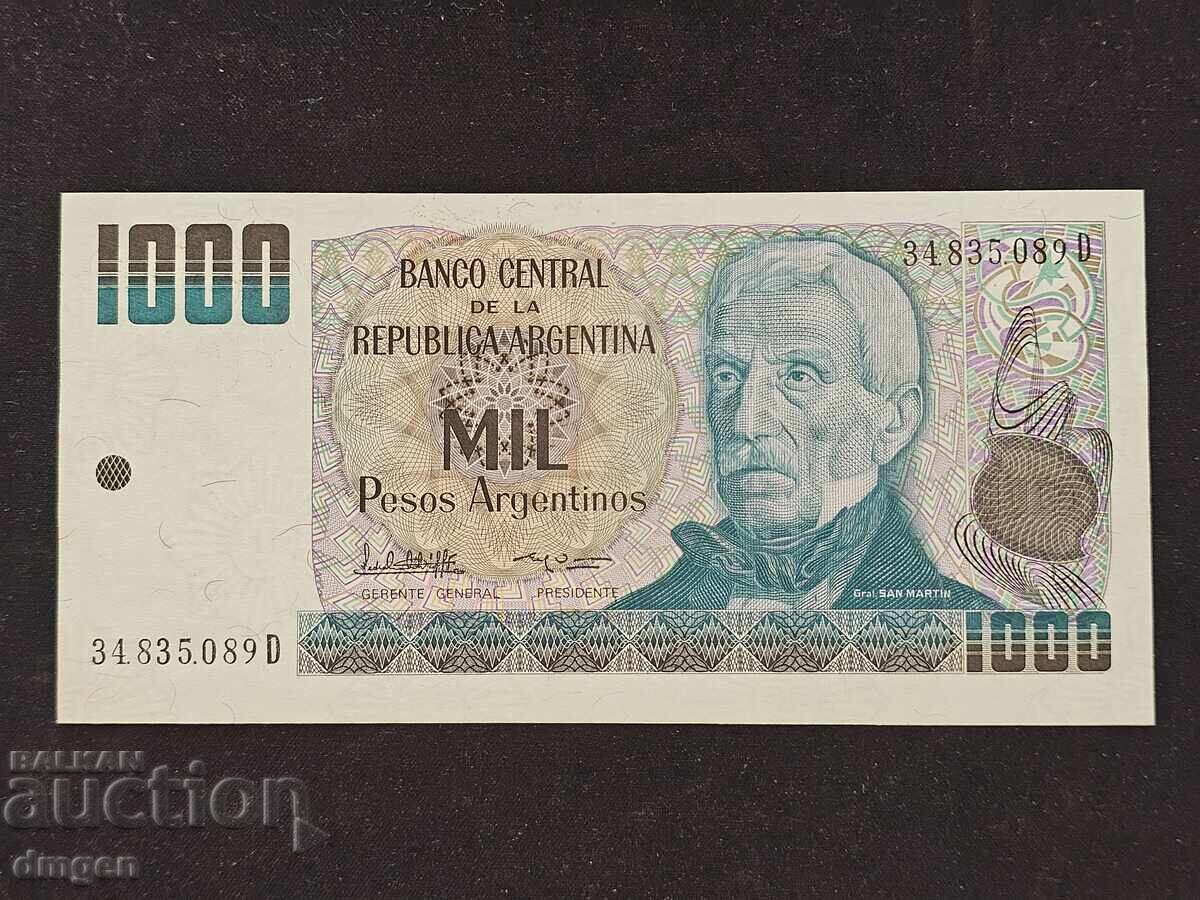 1000
34.835.089 D
BANCO CENTRAL
DE LA
REPUBLICA ARGENTINA
MIL
Pesos Argentinos
GERENTE GENERAL PRESIDENTE
Gral. SAN MARTIN
34.835.089 D
1000
BALKAN
auction
dmgen